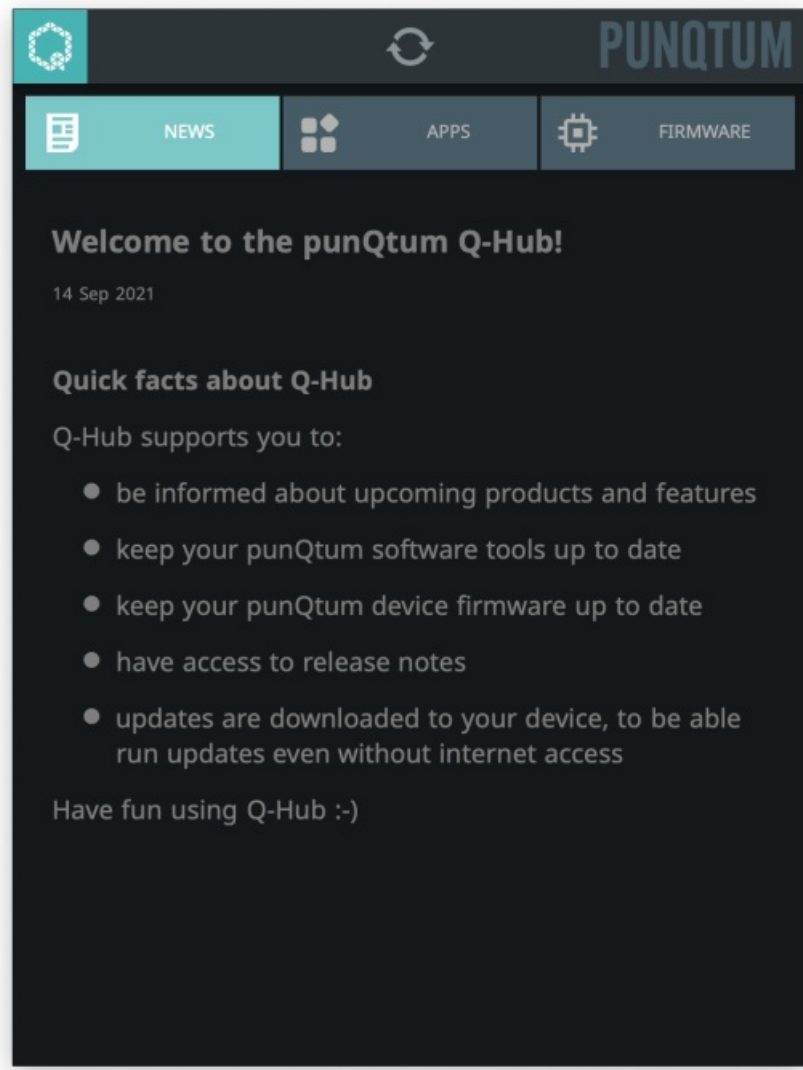 PUNQTUM
NEWS
APPS
FIRMWARE
Welcome to the punQtum Q-Hub!
14 Sep 2021
Quick facts about Q-Hub
Q-Hub supports you to:
● be informed about upcoming products and features
● keep your punQtum software tools up to date
● keep your punQtum device firmware up to date
● have access to release notes
● updates are downloaded to your device, to be able
run updates even without internet access
Have fun using Q-Hub :-)